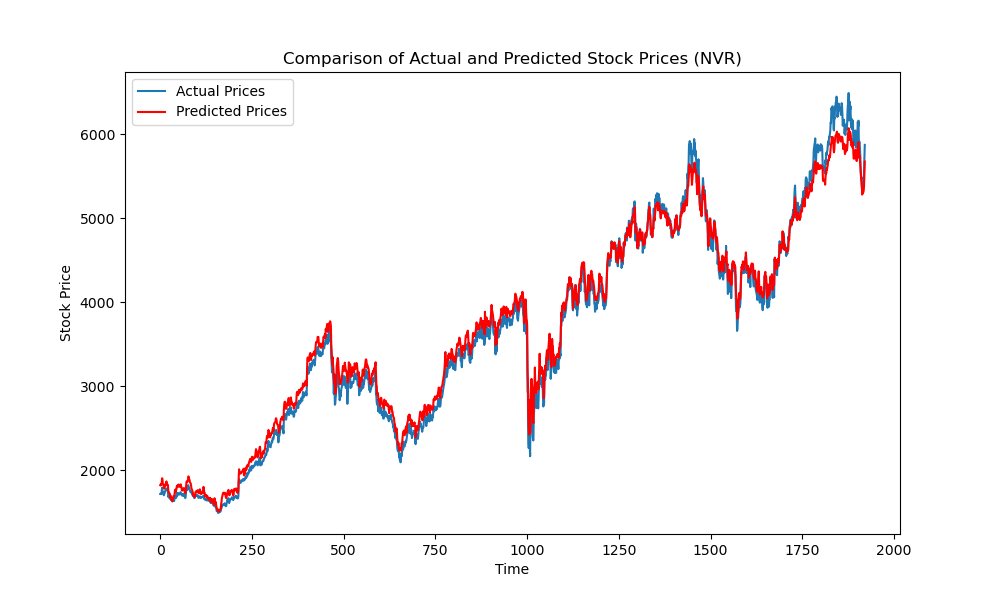 Comparison of Actual and Predicted Stock Prices (NVR)
Actual Prices
Predicted Prices
Stock Price
6000
5000
4000
3000
2000
0
250
500
750
1000
1250
1500
1750
2000
Time